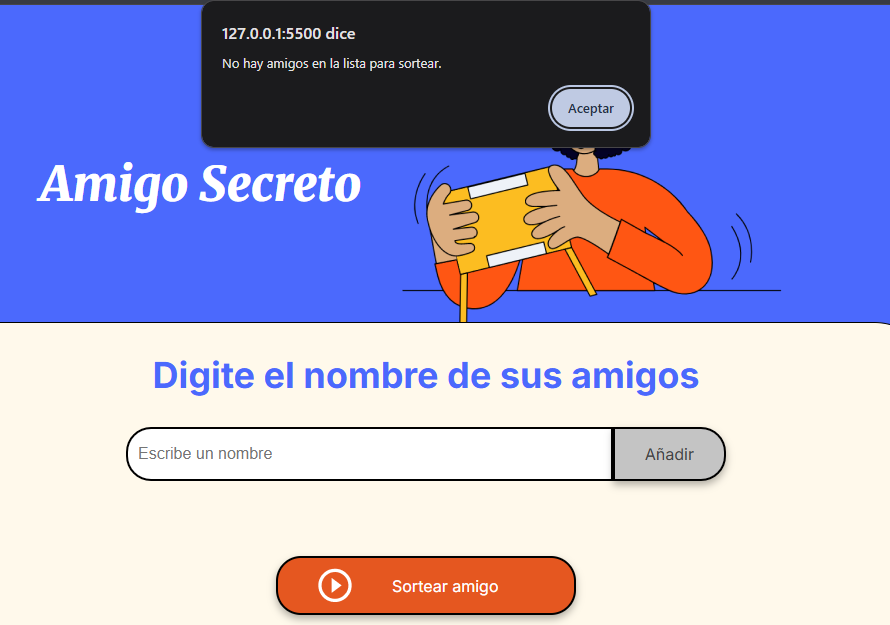 127.0.0.1:5500 dice
No hay amigos en la lista para sortear.
Aceptar
Amigo Secreto
Digite el nombre de sus amigos
Escribe un nombre
Añadir
Sortear amigo